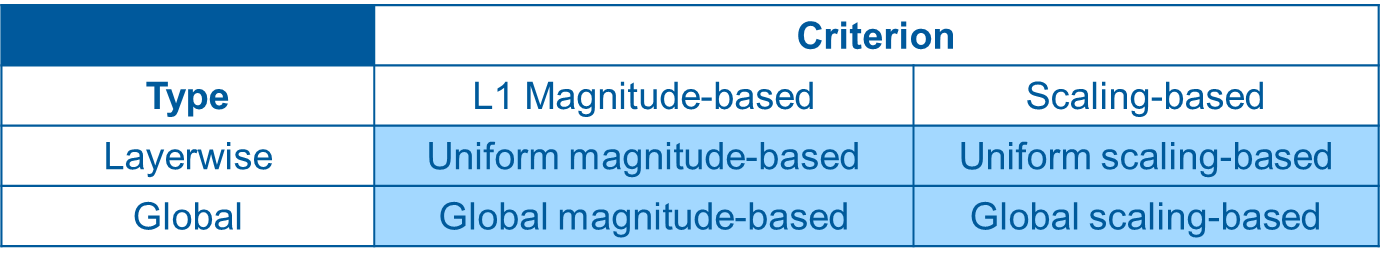 Criterion
Type L1 Magnitude-based Scaling-based
Layerwise Uniform magnitude-based Uniform scaling-based
Global Global magnitude-based Global scaling-based